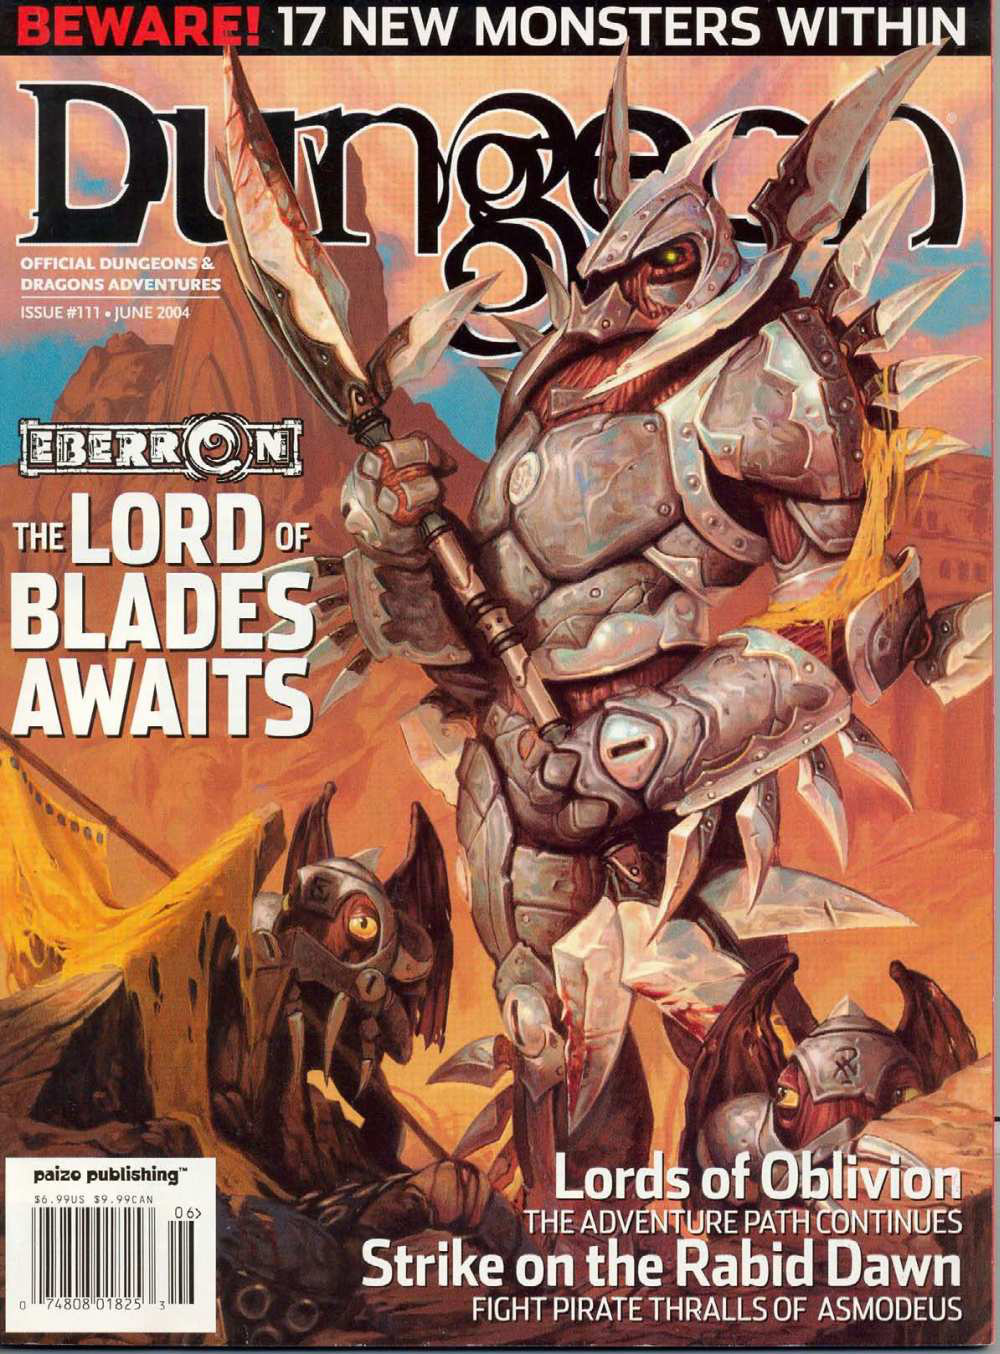 BEWARE! 17 NEW MONSTERS WITHIN
Dungeon®
OFFICIAL DUNGEONS &
DRAGONS ADVENTURES
ISSUE #111 • JUNE 2004
EBERRON
THE LORD OF
BLADES
AWAITS
paizo publishing™
$6.99US $9.99CAN
06>
0 74808 01825 3
Lords of Oblivion
THE ADVENTURE PATH CONTINUES
Strike on the Rabid Dawn
FIGHT PIRATE THRALLS OF ASMODEUS